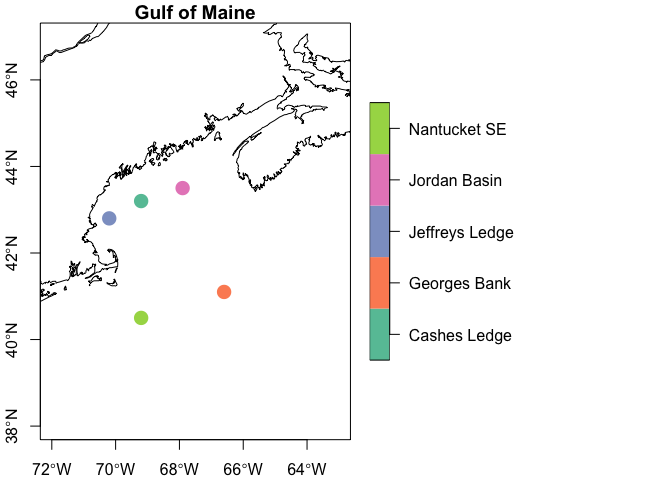 Gulf of Maine
46°N
44°N
42°N
40°N
38°N
72°W 70°W 68°W 66°W 64°W
Nantucket SE
Jordan Basin
Jeffreys Ledge
Georges Bank
Cashes Ledge